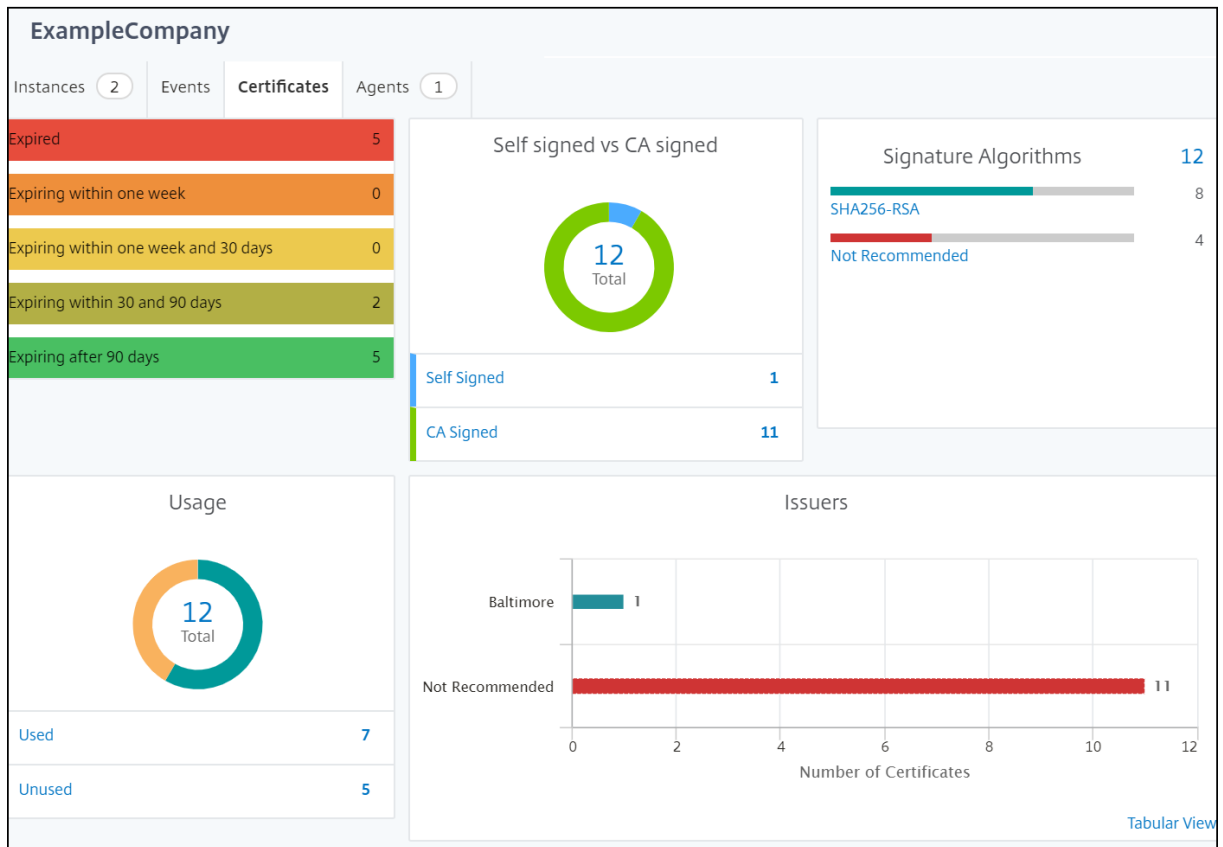 ExampleCompany
Instances 2 Events Certificates Agents 1
Expired 5
Expiring within one week 0
Expiring within one week and 30 days 0
Expiring within 30 and 90 days 2
Expiring after 90 days 5
Self signed vs CA signed
12
Total
Self Signed 1
CA Signed 11
Signature Algorithms 12
8
SHA256-RSA
4
Not Recommended
Usage
12
Total
Used 7
Unused 5
Issuers
Baltimore 1
Not Recommended 11
0 2 4 6 8 10 12
Number of Certificates
Tabular View